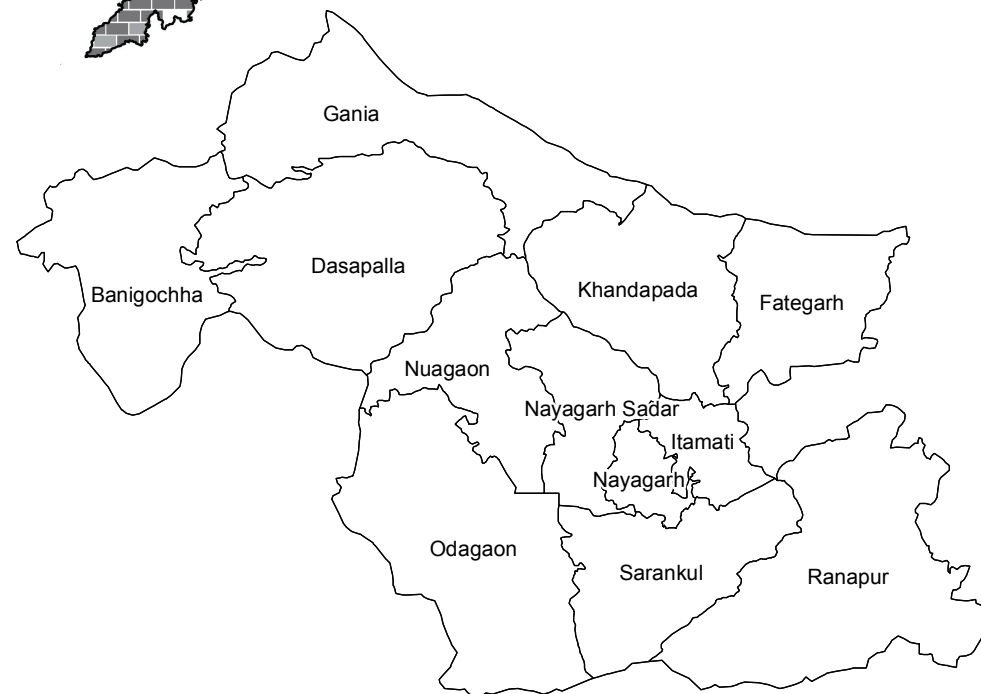 Gania
Dasapalla
Banigochha
Khandapada
Fategarh
Nuagaon
Nayagarh Sadar
Itamati
Nayagarh
Odagaon
Sarankul
Ranapur